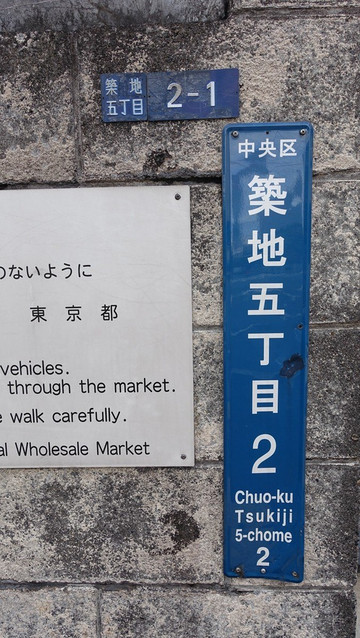 築地
五丁目
2-1
中央区
築地五丁目
2
Chuo-ku
Tsukiji
5-chome
2
のないように
東京都
vehicles.
through the market.
walk carefully.
Wholesale Market